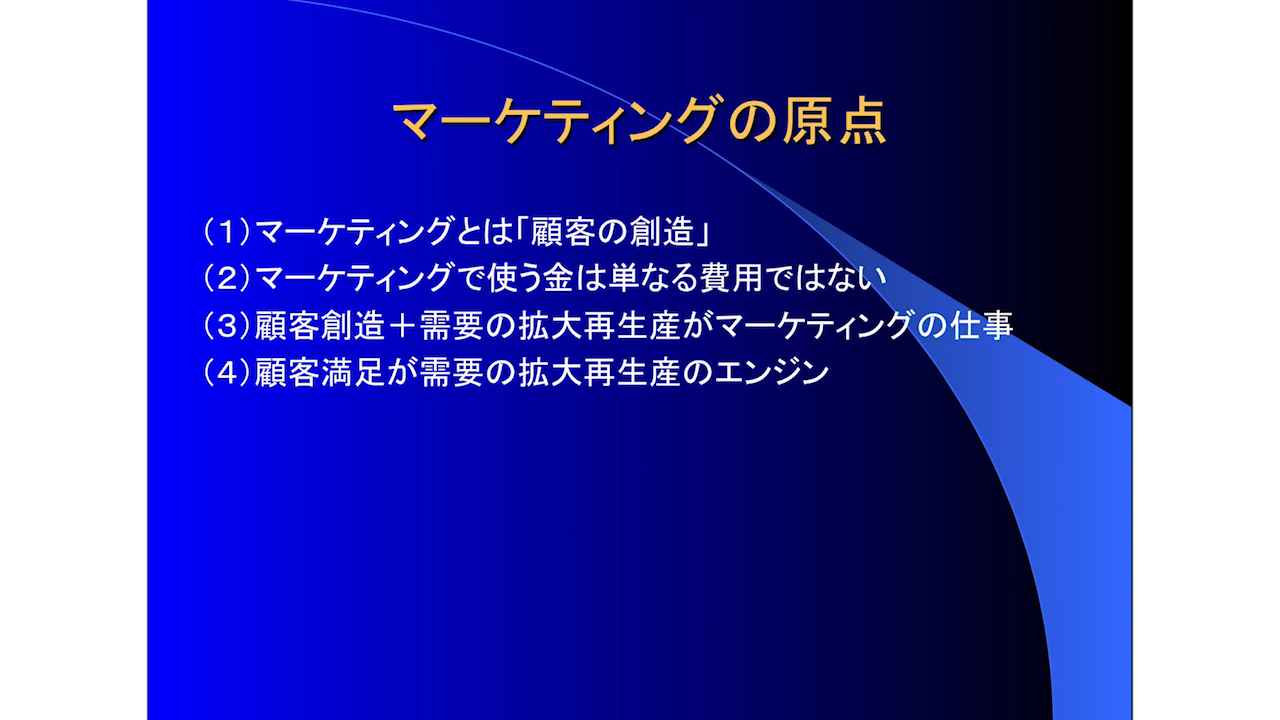 マーケティングの原点
（１）マーケティングとは「顧客の創造」
（２）マーケティングで使う金は単なる費用ではない
（３）顧客創造＋需要の拡大再生産がマーケティングの仕事
（４）顧客満足が需要の拡大再生産のエンジン